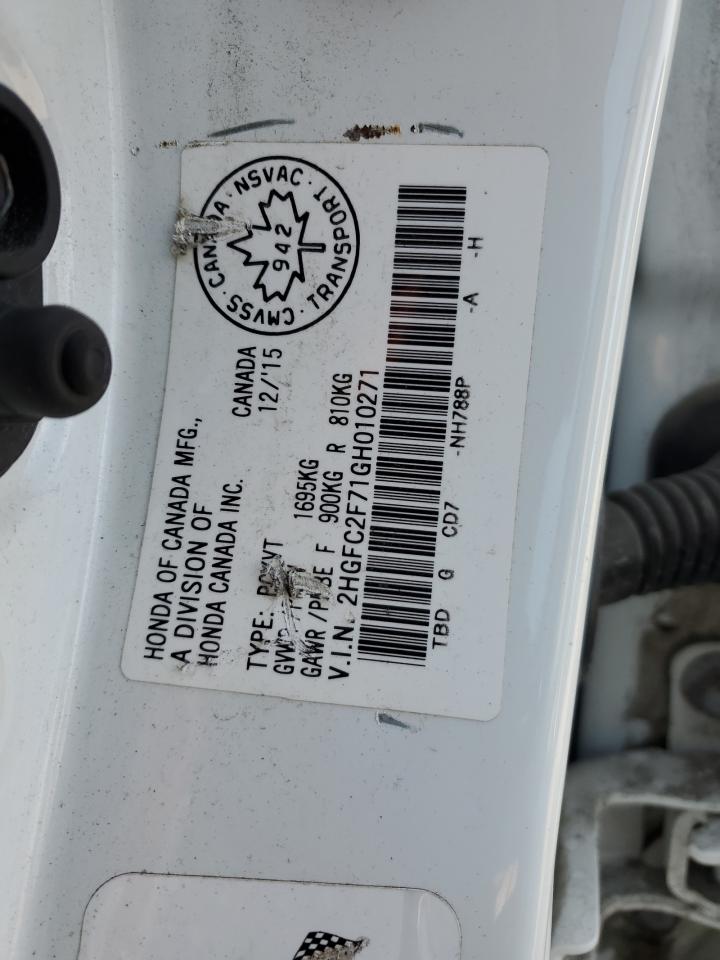 HONDA OF CANADA MFG.,
A DIVISION OF
HONDA CANADA INC.
CANADA
12/'15
CMVSS · CANADA · NSVAC · TRANSPORT
942
TYPE:
1695KG
GAWR F 900KG R 810KG
V.I.N. 2HGFC2F71GH010271
TBD G CD7 -NH788P -A -H